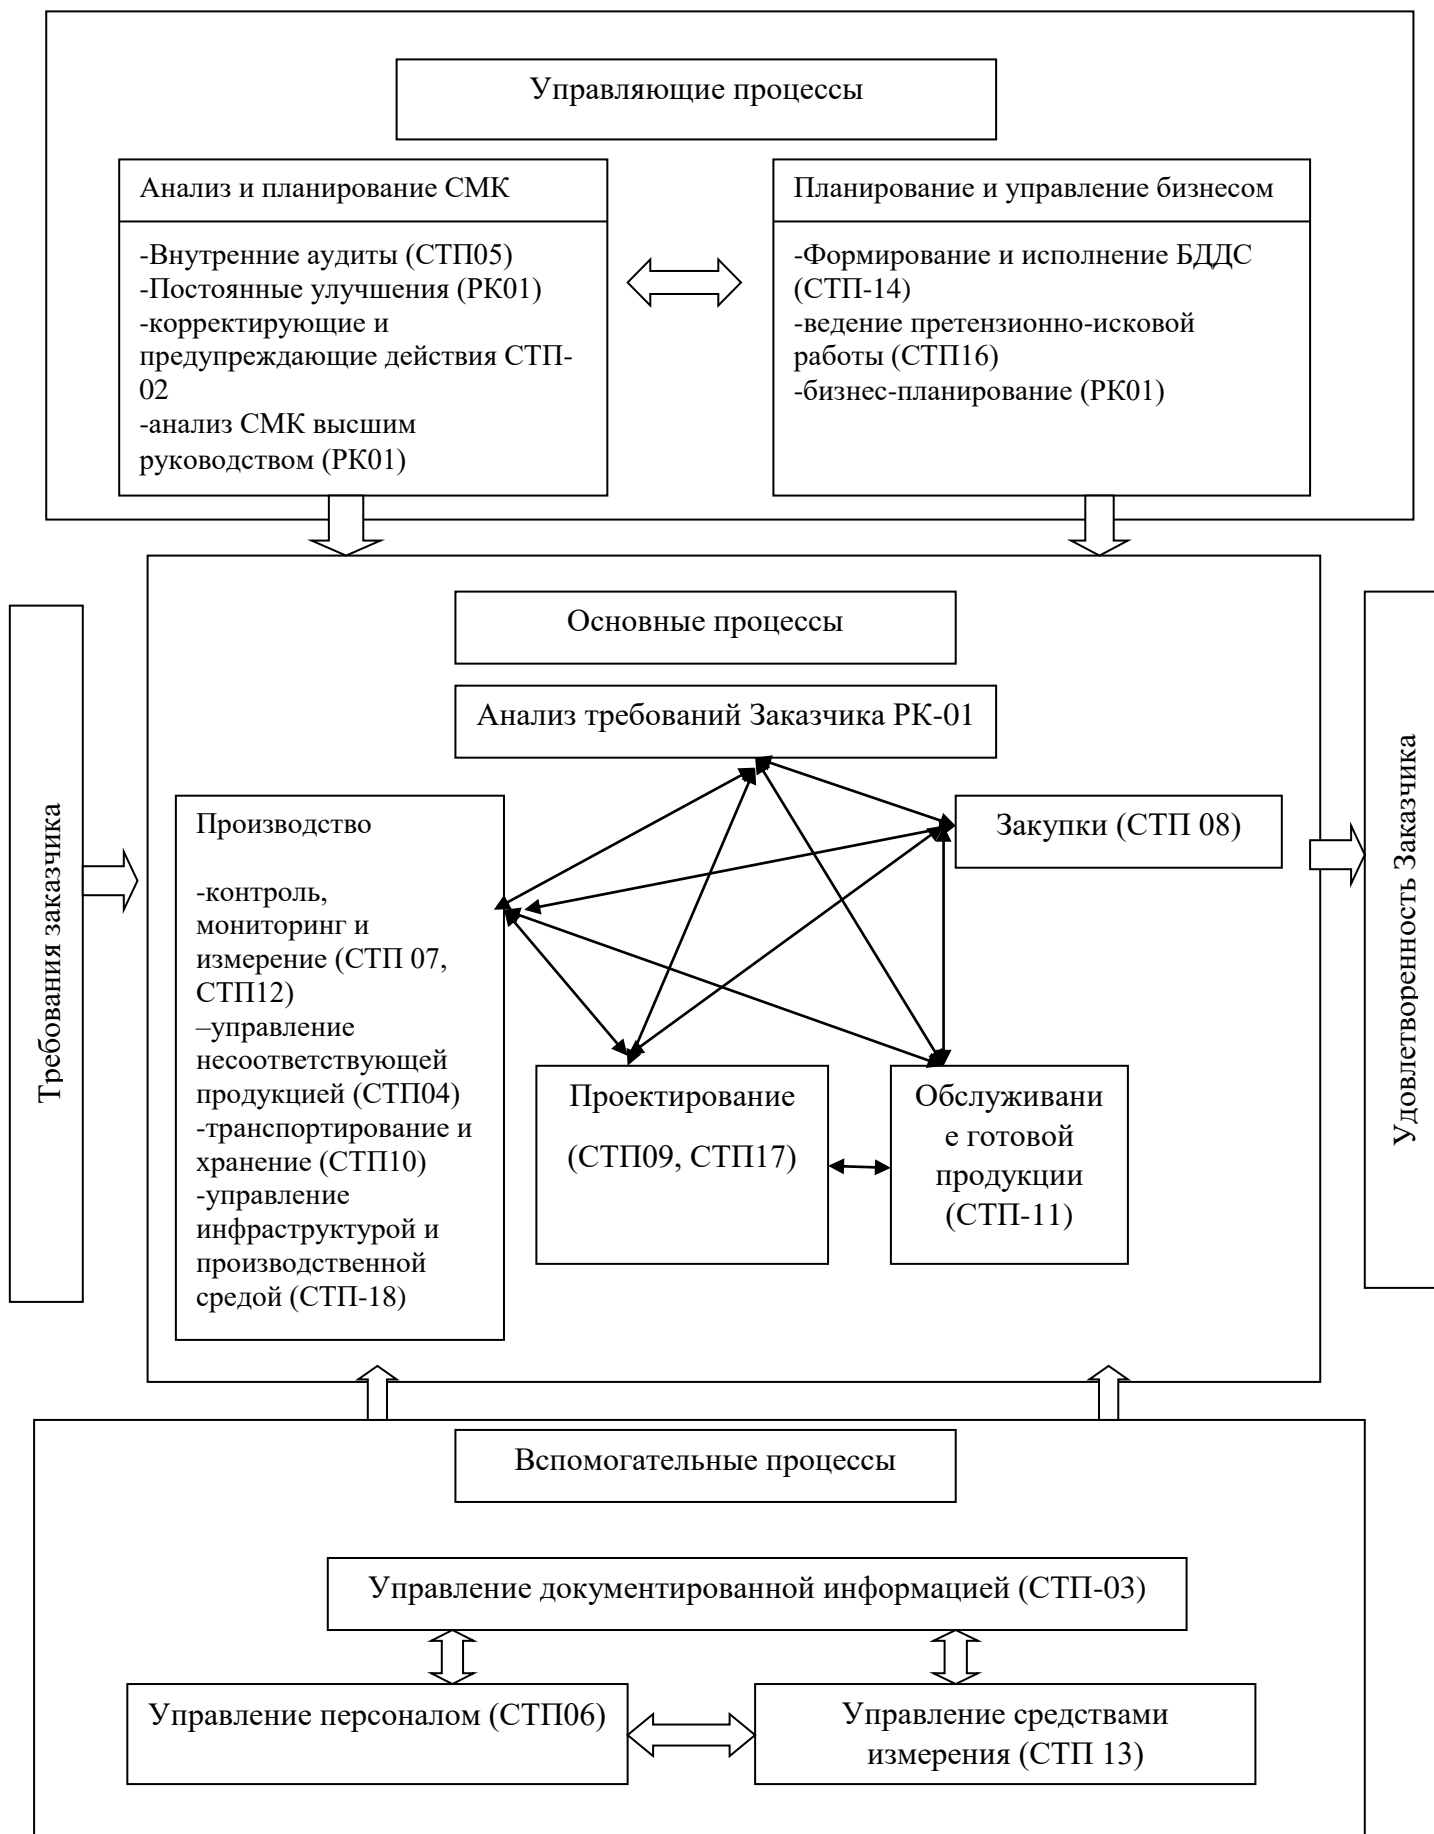 Управляющие процессы
Анализ и планирование СМК
-Внутренние аудиты (СТП05)
-Постоянные улучшения (РК01)
-корректирующие и
предупреждающие действия СТП-
02
-анализ СМК высшим
руководством (РК01)
Планирование и управление бизнесом
-Формирование и исполнение БДДС
(СТП-14)
-ведение претензионно-исковой
работы (СТП16)
-бизнес-планирование (РК01)
Требования заказчика
Основные процессы
Анализ требований Заказчика РК-01
Производство
-контроль,
мониторинг и
измерение (СТП 07,
СТП12)
–управление
несоответствующей
продукцией (СТП04)
-транспортирование и
хранение (СТП10)
-управление
инфраструктурой и
производственной
средой (СТП-18)
Закупки (СТП 08)
Проектирование
(СТП09, СТП17)
Обслуживани
е готовой
продукции
(СТП-11)
Удовлетворенность Заказчика
Вспомогательные процессы
Управление документированной информацией (СТП-03)
Управление персоналом (СТП06)
Управление средствами
измерения (СТП 13)